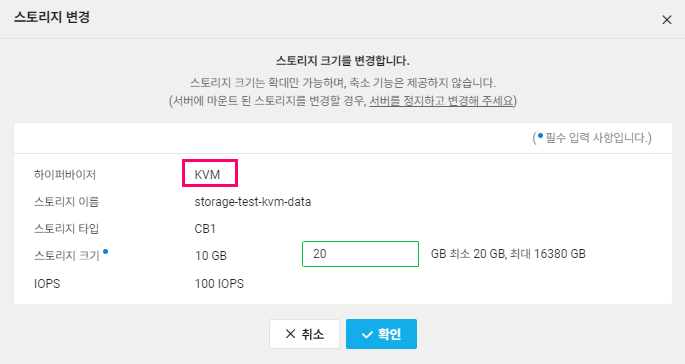 스토리지 변경
스토리지 크기를 변경합니다.
스토리지 크기는 확대만 가능하며, 축소 기능은 제공하지 않습니다.
(서버에 마운트 된 스토리지를 변경할 경우, 서버를 정지하고 변경해 주세요)
(• 필수 입력 사항입니다.)
하이퍼바이저 KVM
스토리지 이름 storage-test-kvm-data
스토리지 타입 CB1
스토리지 크기• 10 GB 20 GB 최소 20 GB, 최대 16380 GB
IOPS 100 IOPS
취소 확인